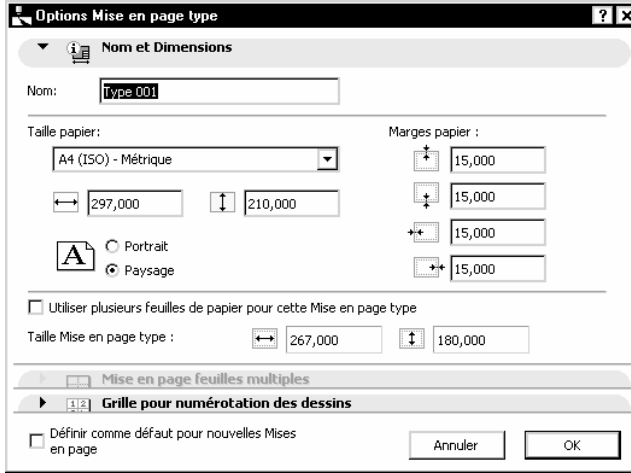 Options Mise en page type
Nom et Dimensions
Nom: Type 001
Taille papier: Marges papier :
A4 (ISO) - Métrique 15,000
297,000 210,000 15,000
A Portrait 15,000
Paysage 15,000
Utiliser plusieurs feuilles de papier pour cette Mise en page type
Taille Mise en page type : 267,000 180,000
Mise en page feuilles multiples
1 2 Grille pour numérotation des dessins
Définir comme défaut pour nouvelles Mises
en page
Annuler OK